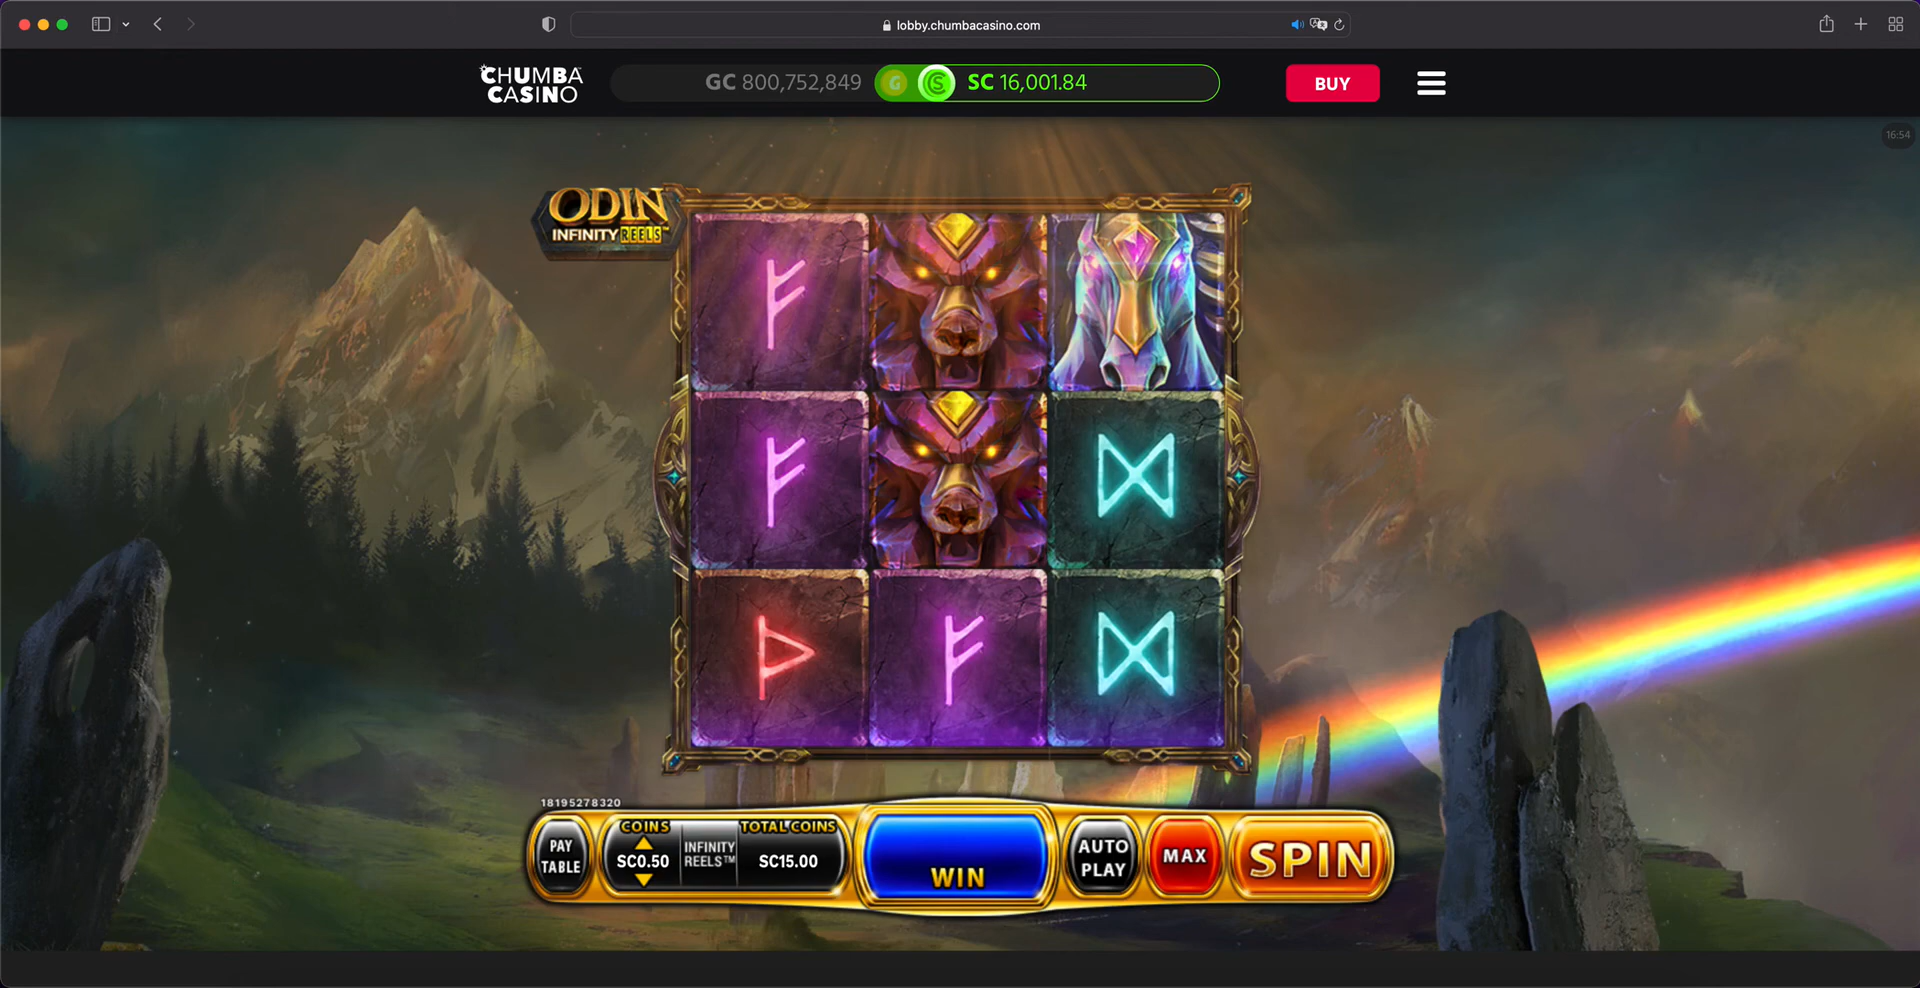 lobby.chumbacasino.com
CHUMBA
CASINO
GC 800,752,849
G
S
SC 16,001.84
BUY
16:54
ODIN
INFINITY REELS™
18195278320
PAY
TABLE
COINS
SC0.50
INFINITY
REELS™
TOTAL COINS
SC15.00
WIN
AUTO
PLAY
MAX
SPIN